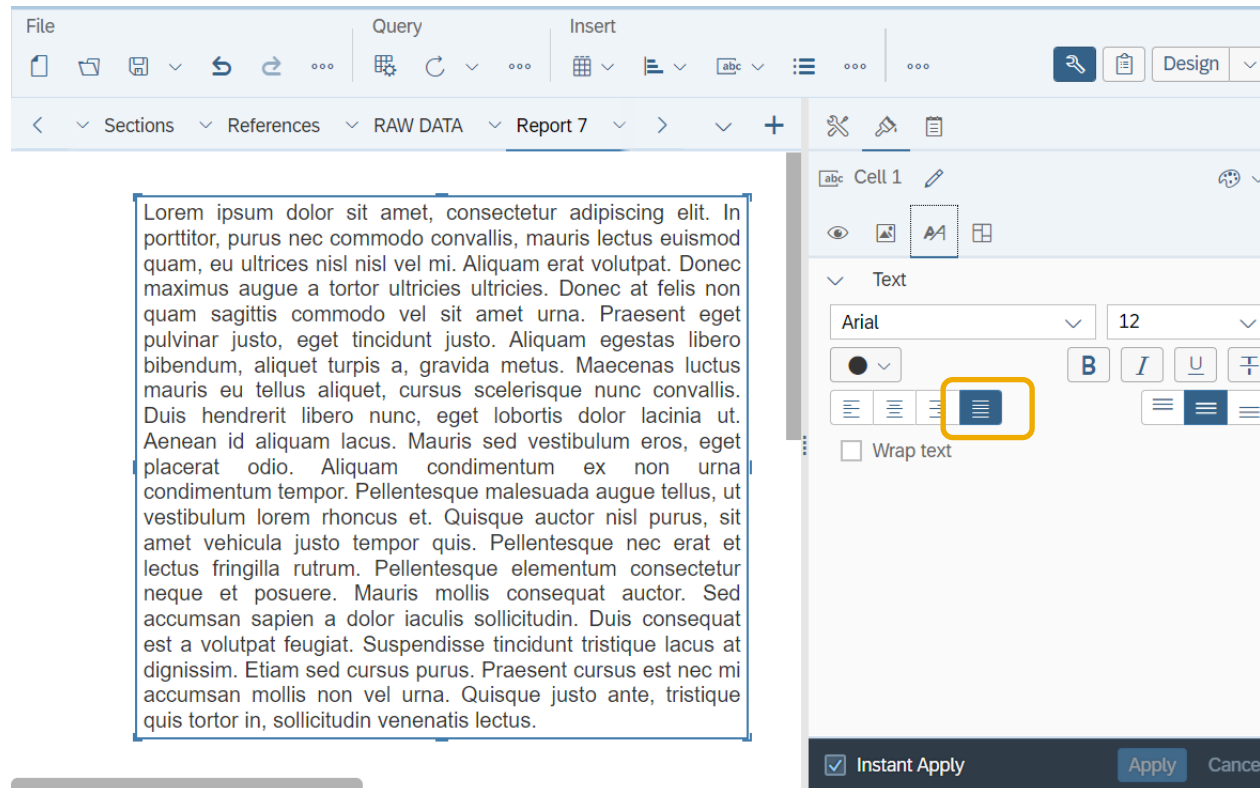 File Query Insert
abc
Design
Sections References RAW DATA Report 7
abc Cell 1
Text
Arial 12
B I U T
Wrap text
Lorem ipsum dolor sit amet, consectetur adipiscing elit. In
porttitor, purus nec commodo convallis, mauris lectus euismod
quam, eu ultrices nisl nisl vel mi. Aliquam erat volutpat. Donec
maximus augue a tortor ultricies ultricies. Donec at felis non
quam sagittis commodo vel sit amet urna. Praesent eget
pulvinar justo, eget tincidunt justo. Aliquam egestas libero
bibendum, aliquet turpis a, gravida metus. Maecenas luctus
mauris eu tellus aliquet, cursus scelerisque nunc convallis.
Duis hendrerit libero nunc, eget lobortis dolor lacinia ut.
Aenean id aliquam lacus. Mauris sed vestibulum eros, eget
placerat odio. Aliquam condimentum ex non urna
condimentum tempor. Pellentesque malesuada augue tellus, ut
vestibulum lorem rhoncus et. Quisque auctor nisl purus, sit
amet vehicula justo tempor quis. Pellentesque nec erat et
lectus fringilla rutrum. Pellentesque elementum consectetur
neque et posuere. Mauris mollis consequat auctor. Sed
accumsan sapien a dolor iaculis sollicitudin. Duis consequat
est a volutpat feugiat. Suspendisse tincidunt tristique lacus at
dignissim. Etiam sed cursus purus. Praesent cursus est nec mi
accumsan mollis non vel urna. Quisque justo ante, tristique
quis tortor in, sollicitudin venenatis lectus.
Instant Apply Apply Cance